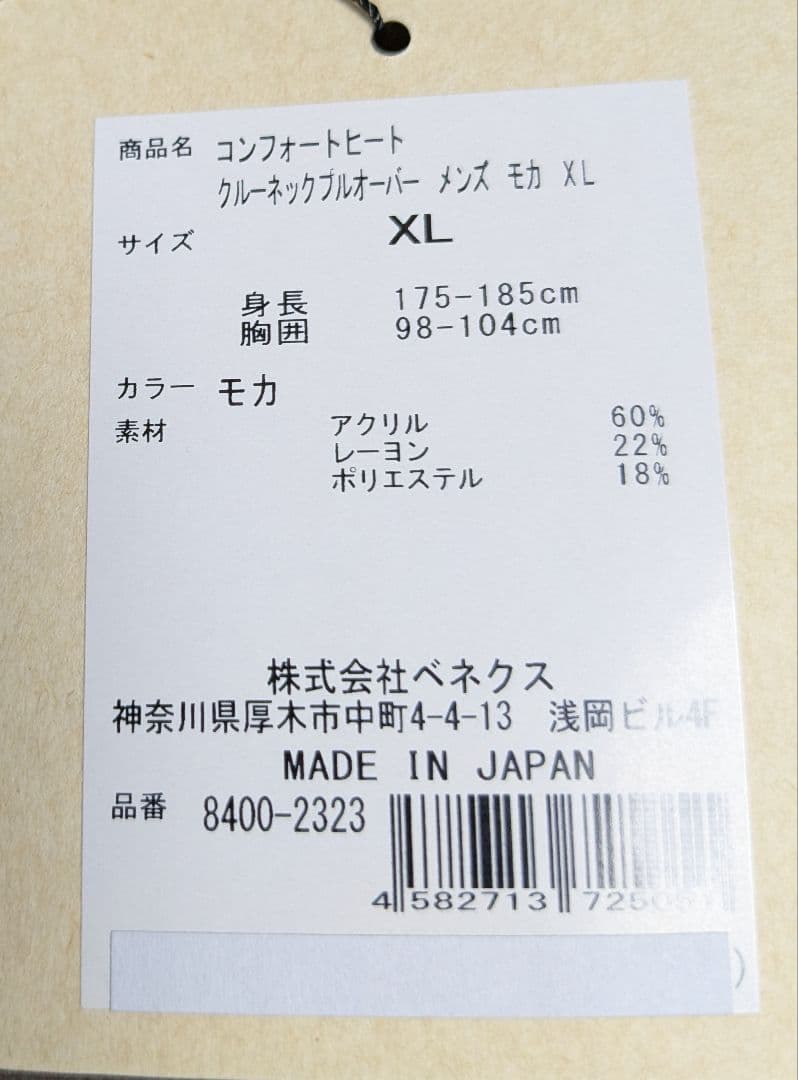 商品名 コンフォートヒート
クルーネックプルオーバー メンズ モカ XL
サイズ XL
身長 175-185cm
胸囲 98-104cm
カラー モカ
素材 アクリル 60%
レーヨン 22%
ポリエステル 18%
株式会社ベネクス
神奈川県厚木市中町4-4-13 浅岡ビル4F
MADE IN JAPAN
品番 8400-2323
4 582713
)